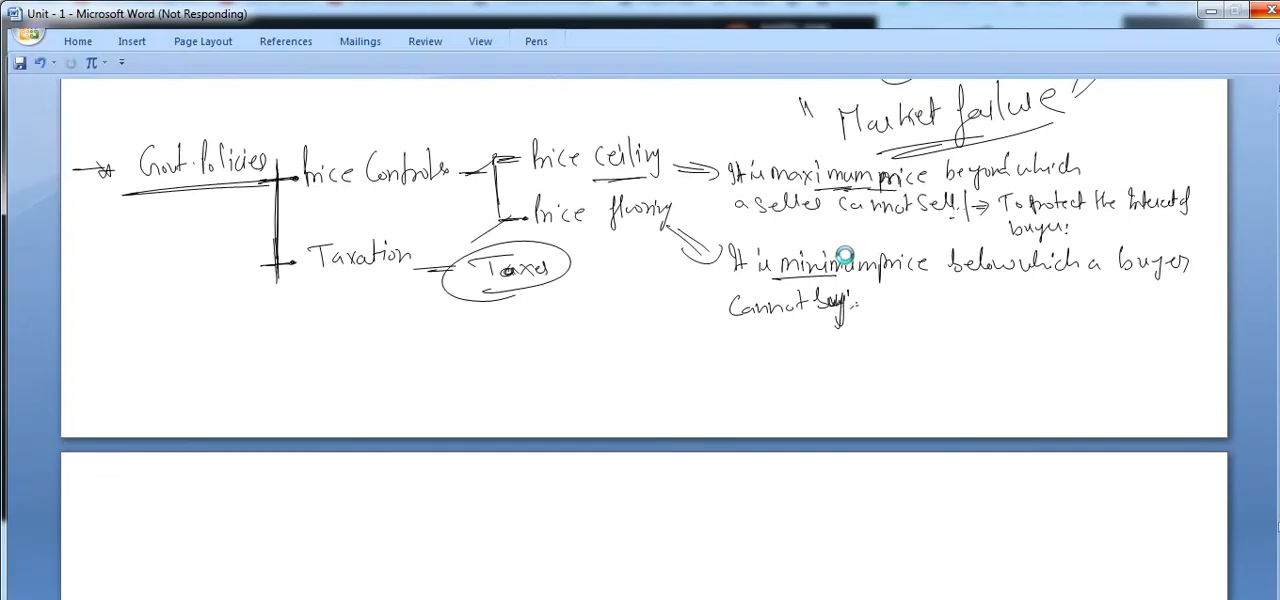 Unit - 1 - Microsoft Word (Not Responding)
Home Insert Page Layout References Mailings Review View Pens
"Market failure"
Govt. Policies
Price Controls
Price ceiling
It is maximum price beyond which
a seller cannot sell. To protect the Interest of
buyer.
Price flooring
Taxation
Taxes
It is minimum price below which a buyer
Cannot buy.